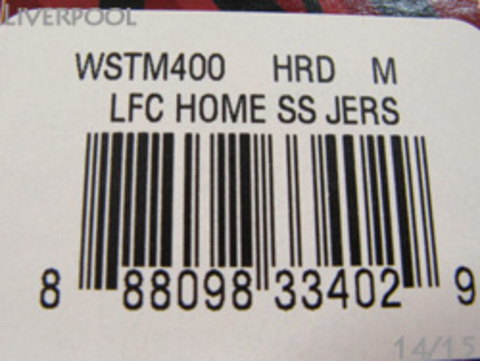 LIVERPOOL
WSTM400 HRD M
LFC HOME SS JERS
8 88098 33402 9
14/15